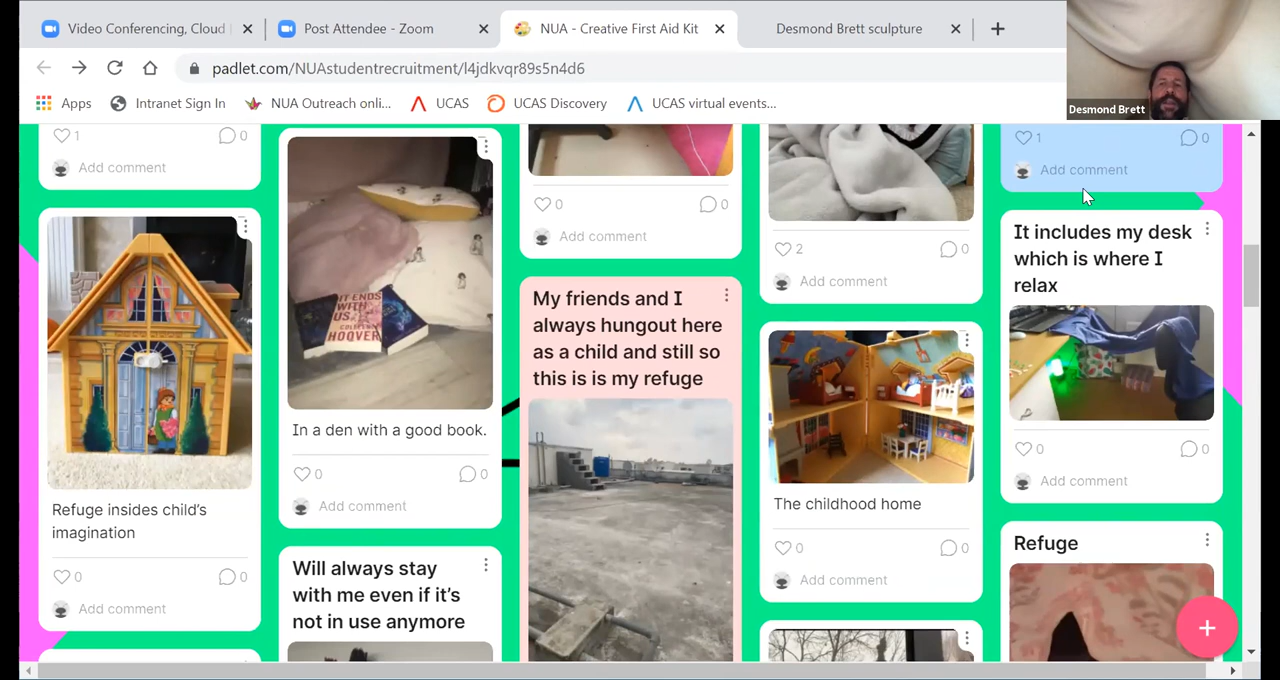 Video Conferencing, Cloud
Post Attendee - Zoom
NUA - Creative First Aid Kit
Desmond Brett sculpture
padlet.com/NUAstudentrecruitment/l4jdkvqr89s5n4d6
Apps
Intranet Sign In
NUA Outreach onli...
UCAS
UCAS Discovery
UCAS virtual events...
Desmond Brett
1
0
Add comment
Refuge insides child's
imagination
0
0
Add comment
IT ENDS
WITH
US
COLLEEN
HOOVER
In a den with a good book.
0
0
Add comment
Will always stay
with me even if it's
not in use anymore
0
0
Add comment
My friends and I
always hungout here
as a child and still so
this is is my refuge
2
0
Add comment
The childhood home
0
0
Add comment
1
0
Add comment
It includes my desk
which is where I
relax
0
0
Add comment
Refuge